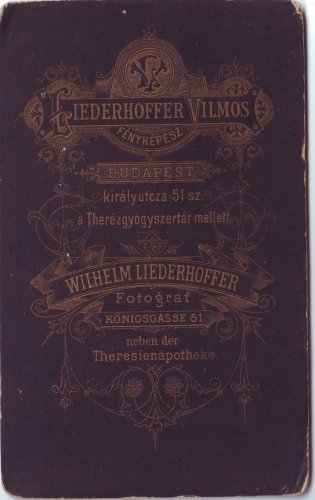 LIEDERHOFFER VILMOS
FÉNYKÉPÉSZ
BUDAPEST
királyutcza 51 sz.
a Therézgyógyszertár mellett.
WILHELM LIEDERHOFFER
Fotograf
KÖNIGSGASSE 51
neben der
Theresienapotheke.